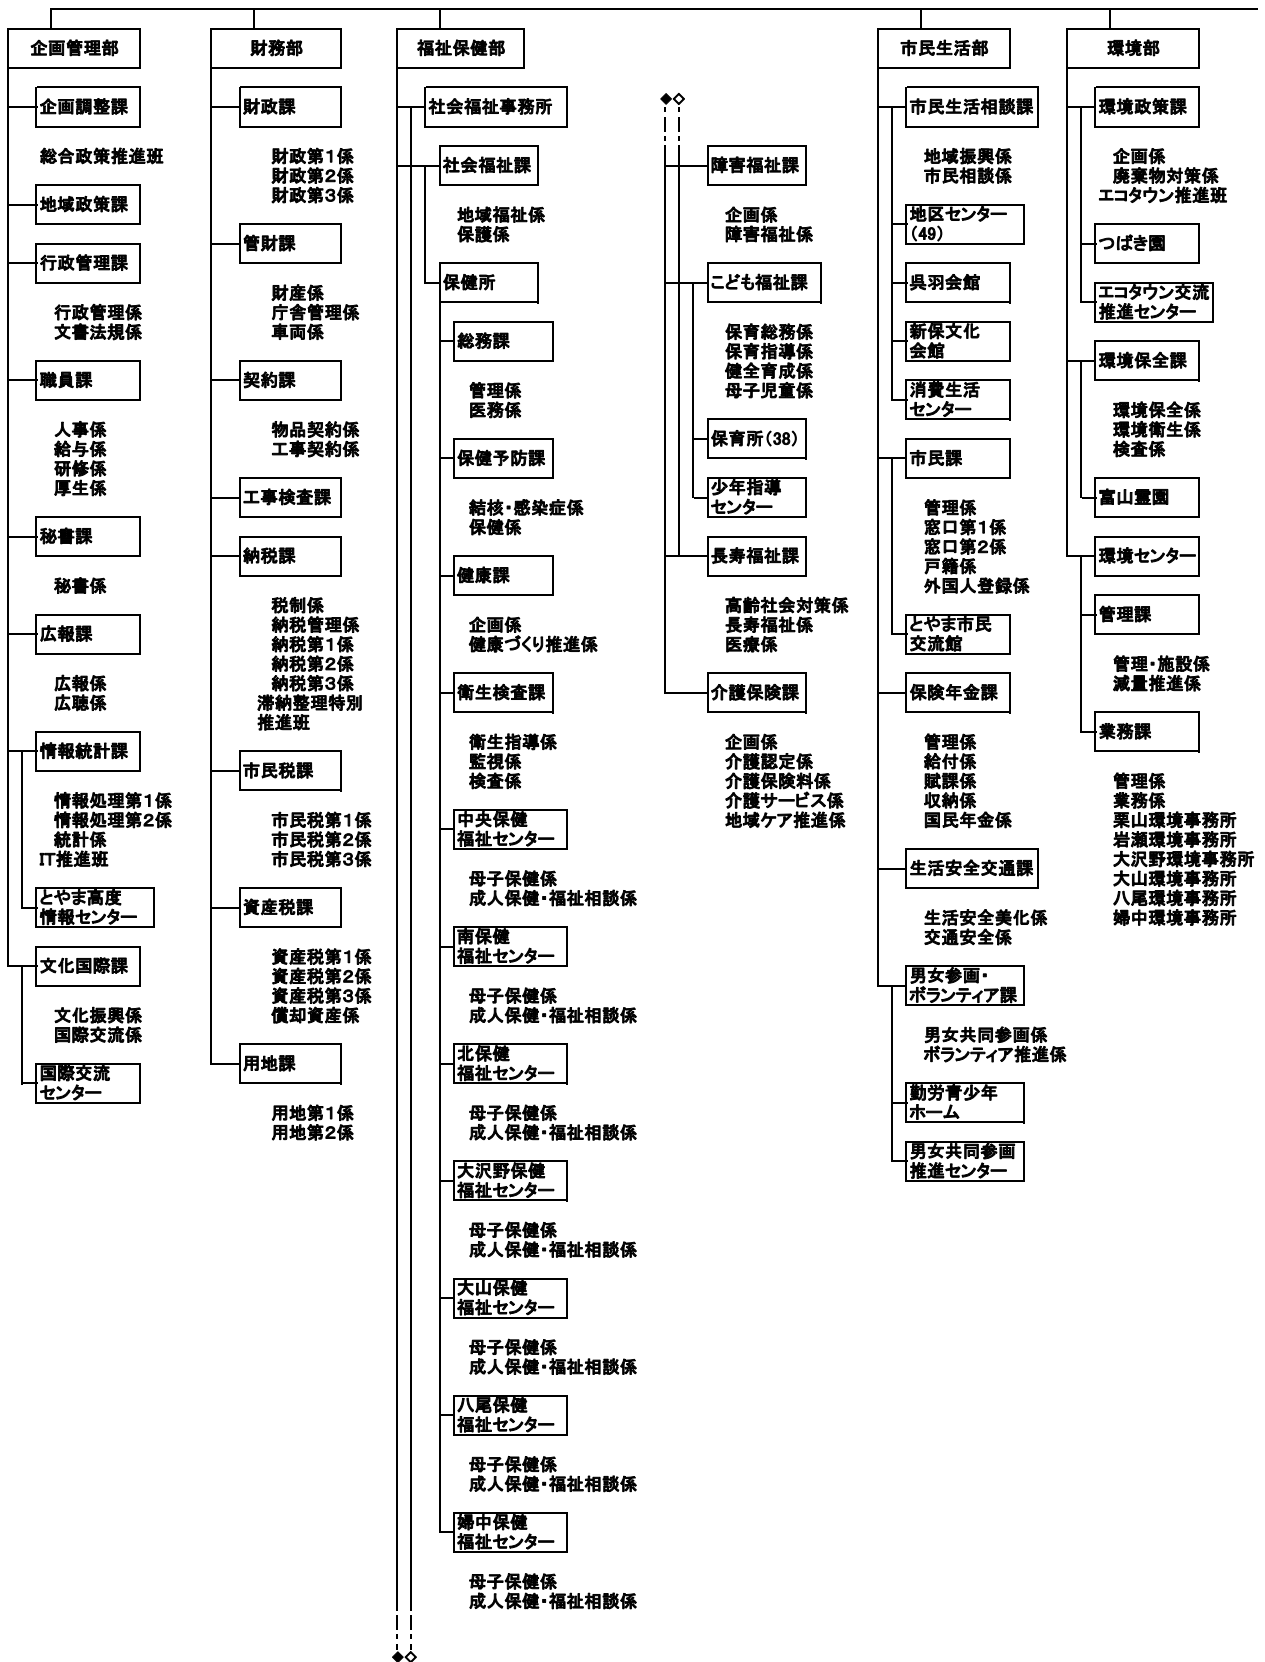 企画管理部
企画調整課
総合政策推進班
地域政策課
行政管理課
行政管理係
文書法規係
職員課
人事係
給与係
研修係
厚生係
秘書課
秘書係
広報課
広報係
広聴係
情報統計課
情報処理第1係
情報処理第2係
統計係
IT推進班
とやま高度
情報センター
文化国際課
文化振興係
国際交流係
国際交流
センター
財務部
財政課
財政第1係
財政第2係
財政第3係
管財課
財産係
庁舎管理係
車両係
契約課
物品契約係
工事契約係
工事検査課
納税課
税制係
納税管理係
納税第1係
納税第2係
納税第3係
滞納整理特別
推進班
市民税課
市民税第1係
市民税第2係
市民税第3係
資産税課
資産税第1係
資産税第2係
資産税第3係
償却資産係
用地課
用地第1係
用地第2係
福祉保健部
社会福祉事務所
社会福祉課
地域福祉係
保護係
保健所
総務課
管理係
医務係
保健予防課
結核・感染症係
保健係
健康課
企画係
健康づくり推進係
衛生検査課
衛生指導係
監視係
検査係
中央保健
福祉センター
母子保健係
成人保健・福祉相談係
南保健
福祉センター
母子保健係
成人保健・福祉相談係
北保健
福祉センター
母子保健係
成人保健・福祉相談係
大沢野保健
福祉センター
母子保健係
成人保健・福祉相談係
大山保健
福祉センター
母子保健係
成人保健・福祉相談係
八尾保健
福祉センター
母子保健係
成人保健・福祉相談係
婦中保健
福祉センター
母子保健係
成人保健・福祉相談係
◆◇
◆◇
障害福祉課
企画係
障害福祉係
こども福祉課
保育総務係
保育指導係
健全育成係
母子児童係
保育所(38)
少年指導
センター
長寿福祉課
高齢社会対策係
長寿福祉係
医療係
介護保険課
企画係
介護認定係
介護保険料係
介護サービス係
地域ケア推進係
市民生活部
市民生活相談課
地域振興係
市民相談係
地区センター
(49)
呉羽会館
新保文化
会館
消費生活
センター
市民課
管理係
窓口第1係
窓口第2係
戸籍係
外国人登録係
とやま市民
交流館
保険年金課
管理係
給付係
賦課係
収納係
国民年金係
生活安全交通課
生活安全美化係
交通安全係
男女参画・
ボランティア課
男女共同参画係
ボランティア推進係
勤労青少年
ホーム
男女共同参画
推進センター
環境部
環境政策課
企画係
廃棄物対策係
エコタウン推進班
つばき園
エコタウン交流
推進センター
環境保全課
環境保全係
環境衛生係
検査係
富山霊園
環境センター
管理課
管理・施設係
減量推進係
業務課
管理係
業務係
栗山環境事務所
岩瀬環境事務所
大沢野環境事務所
大山環境事務所
八尾環境事務所
婦中環境事務所